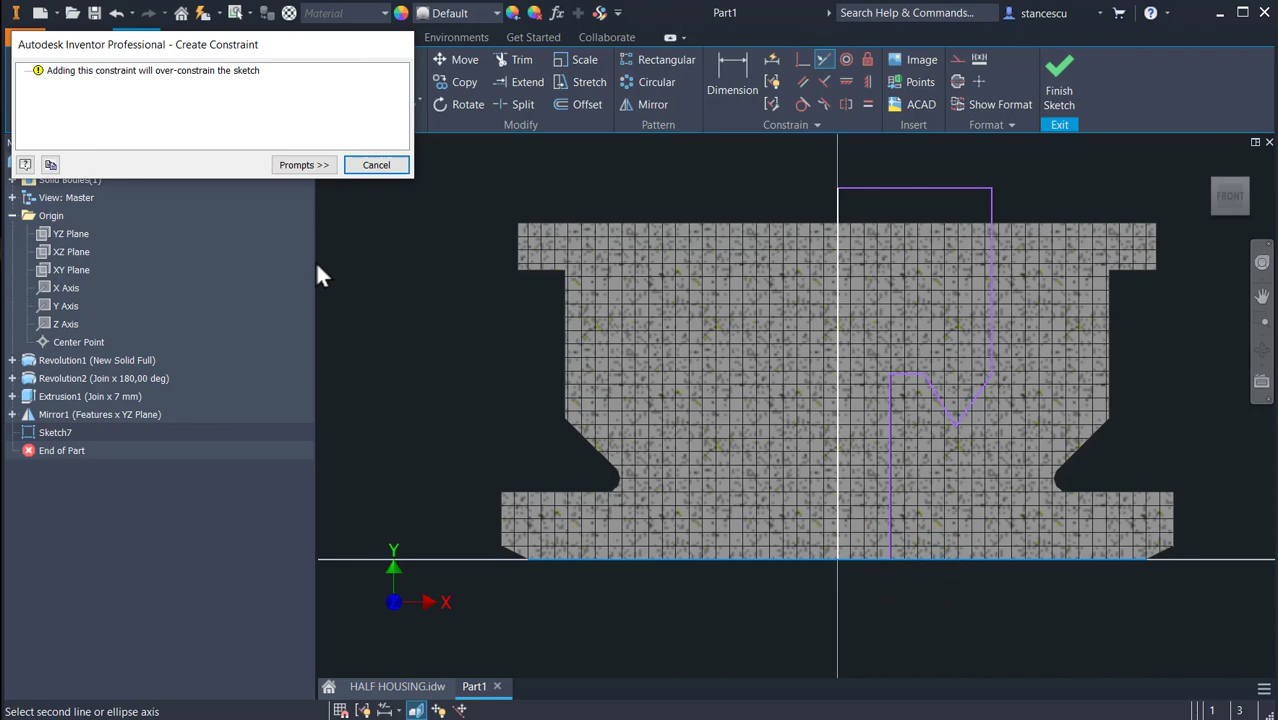 Material
Default
Part1
Search Help & Commands...
stancescu
Autodesk Inventor Professional - Create Constraint
Adding this constraint will over-constrain the sketch
Prompts >>
Cancel
Environments
Get Started
Collaborate
Move
Trim
Scale
Copy
Extend
Stretch
Rotate
Split
Offset
Modify
Rectangular
Circular
Mirror
Pattern
Dimension
Constrain
Image
Points
ACAD
Insert
Show Format
Format
Finish
Sketch
Exit
Solid Bodies(1)
View: Master
Origin
YZ Plane
XZ Plane
XY Plane
X Axis
Y Axis
Z Axis
Center Point
Revolution1 (New Solid Full)
Revolution2 (Join x 180,00 deg)
Extrusion1 (Join x 7 mm)
Mirror1 (Features x YZ Plane)
Sketch7
End of Part
FRONT
Y
Z
X
HALF HOUSING.idw
Part1
Select second line or ellipse axis
1
3